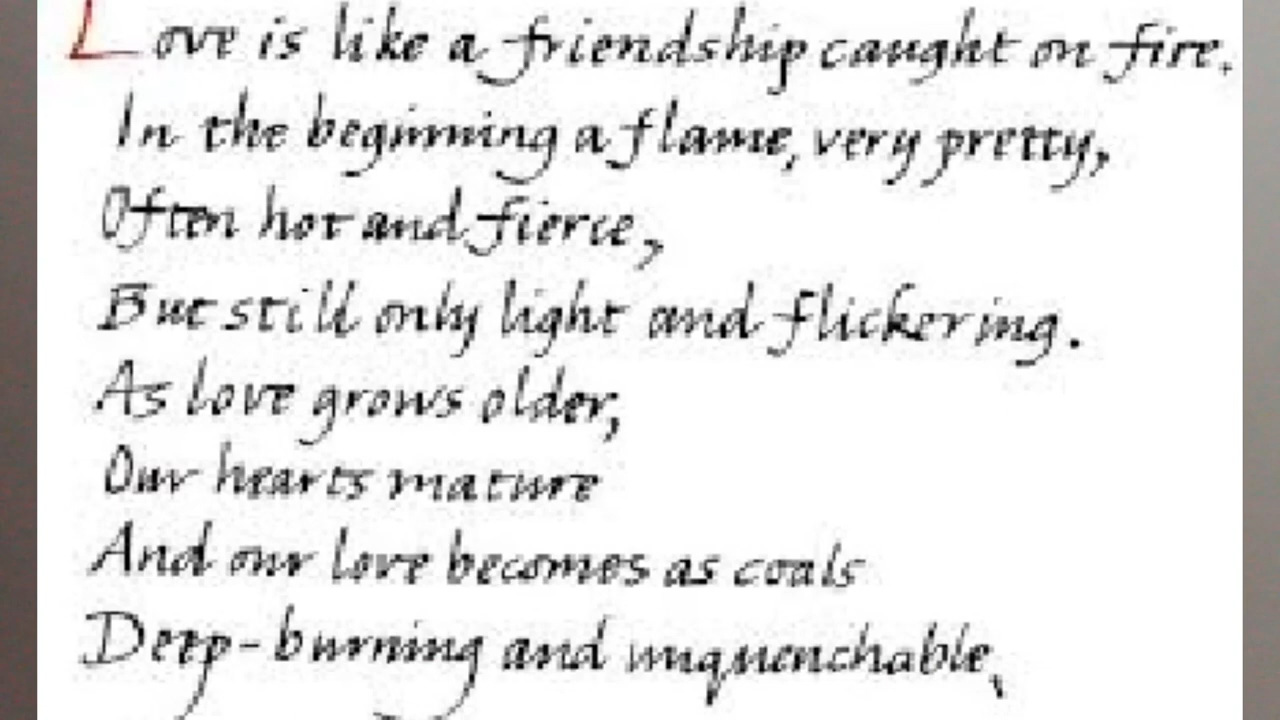 Love is like a friendship caught on fire.
In the beginning a flame, very pretty,
Often hot and fierce,
But still only light and flickering.
As love grows older,
Our hearts mature
And our love becomes as coals
Deep-burning and unquenchable,